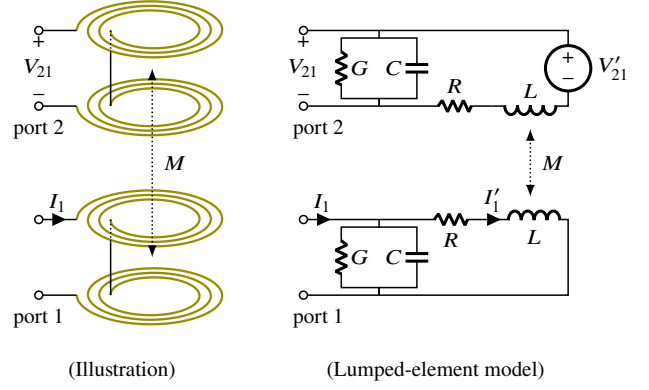 +
V21
−
port 2
M
I1
port 1
(Illustration)
+
V21
−
port 2
G
C
R
L
+
−
V′21
M
I1
I′1
R
L
G
C
port 1
(Lumped-element model)